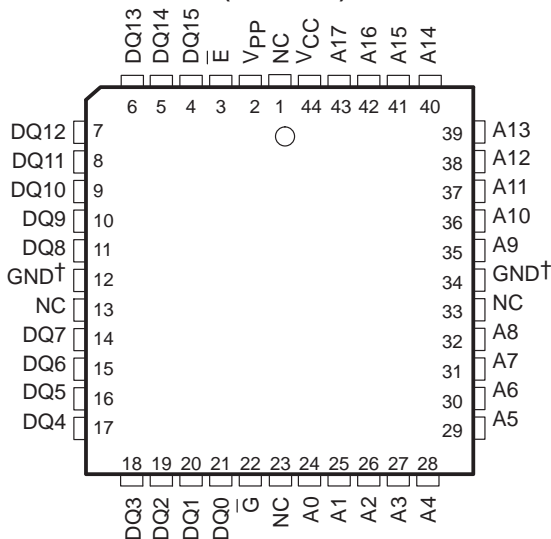 DQ13 DQ14 DQ15 E̅ VPP NC VCC A17 A16 A15 A14
6 5 4 3 2 1 44 43 42 41 40
DQ12 7 39 A13
DQ11 8 38 A12
DQ10 9 37 A11
DQ9 10 36 A10
DQ8 11 35 A9
GND† 12 34 GND†
NC 13 33 NC
DQ7 14 32 A8
DQ6 15 31 A7
DQ5 16 30 A6
DQ4 17 29 A5
18 19 20 21 22 23 24 25 26 27 28
DQ3 DQ2 DQ1 DQ0 G̅ NC A0 A1 A2 A3 A4